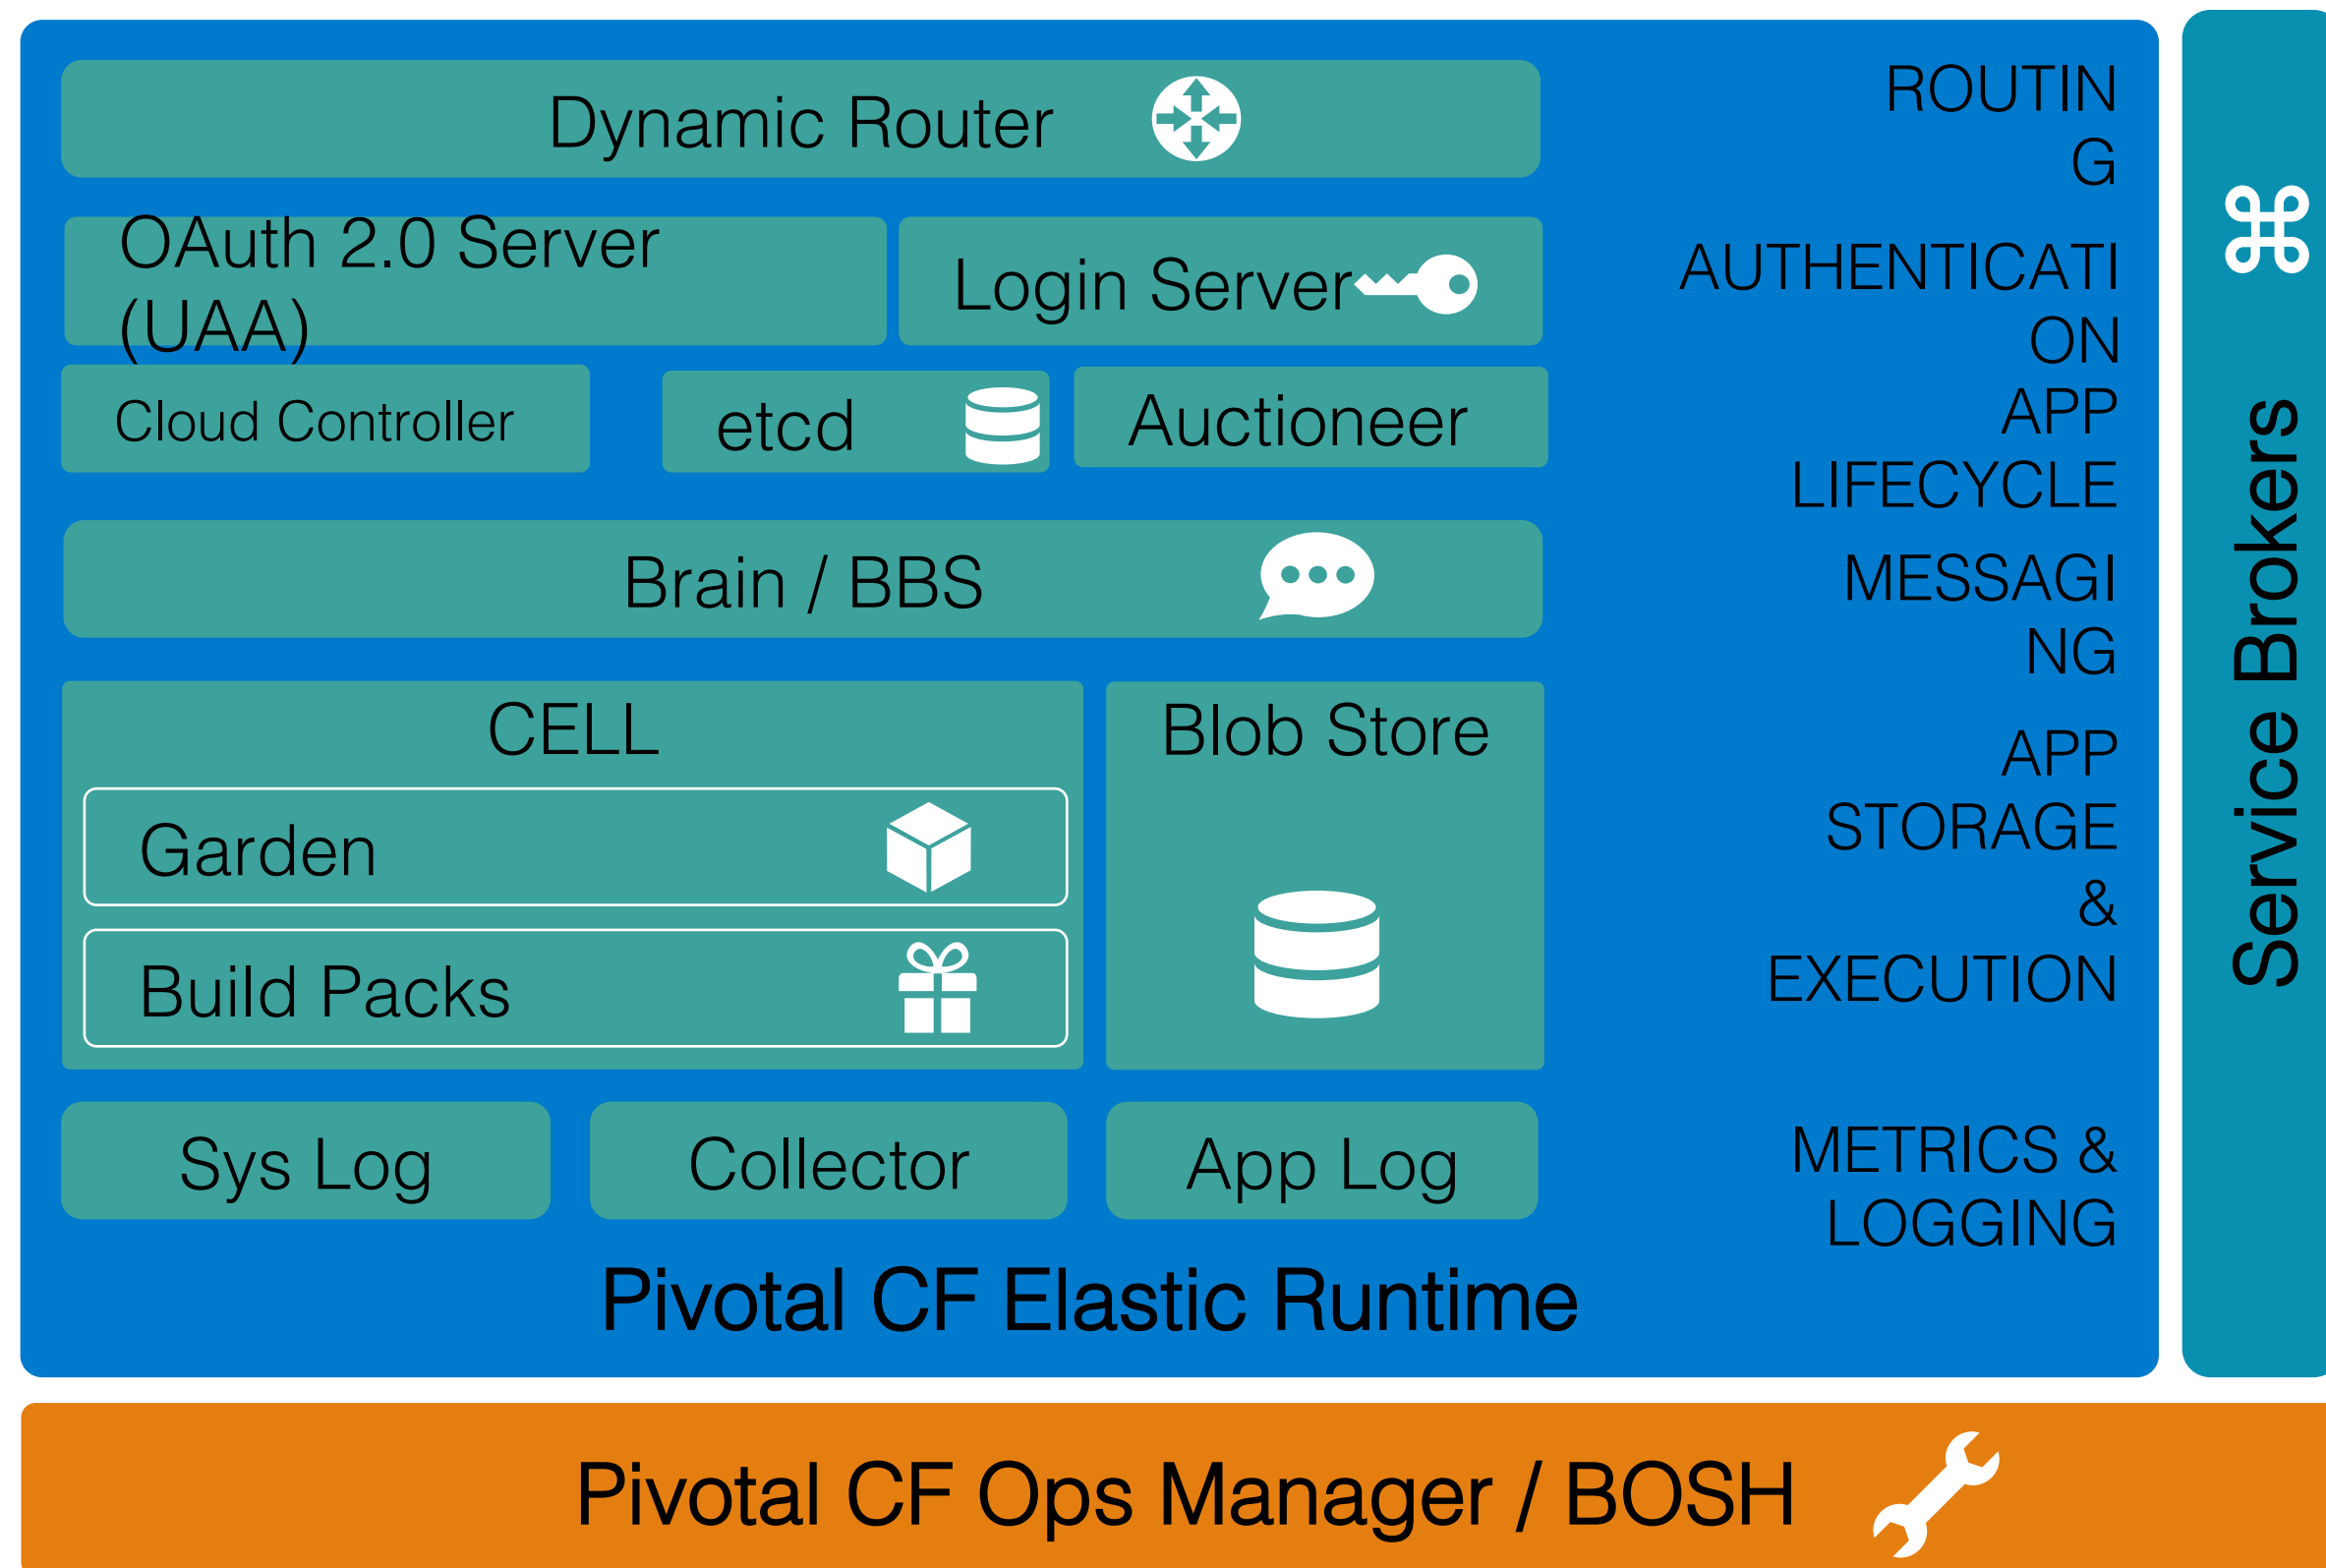 Dynamic Router
ROUTIN
G
OAuth 2.0 Server
(UAA)
Login Server
AUTHENTICATI
ON
Cloud Controller
etcd
Auctioneer
APP
LIFECYCLE
Brain / BBS
MESSAGI
NG
CELL
Garden
Build Packs
Blob Store
APP
STORAGE
&
EXECUTION
Sys Log
Collector
App Log
METRICS &
LOGGING
Pivotal CF Elastic Runtime
Service Brokers
Pivotal CF Ops Manager / BOSH